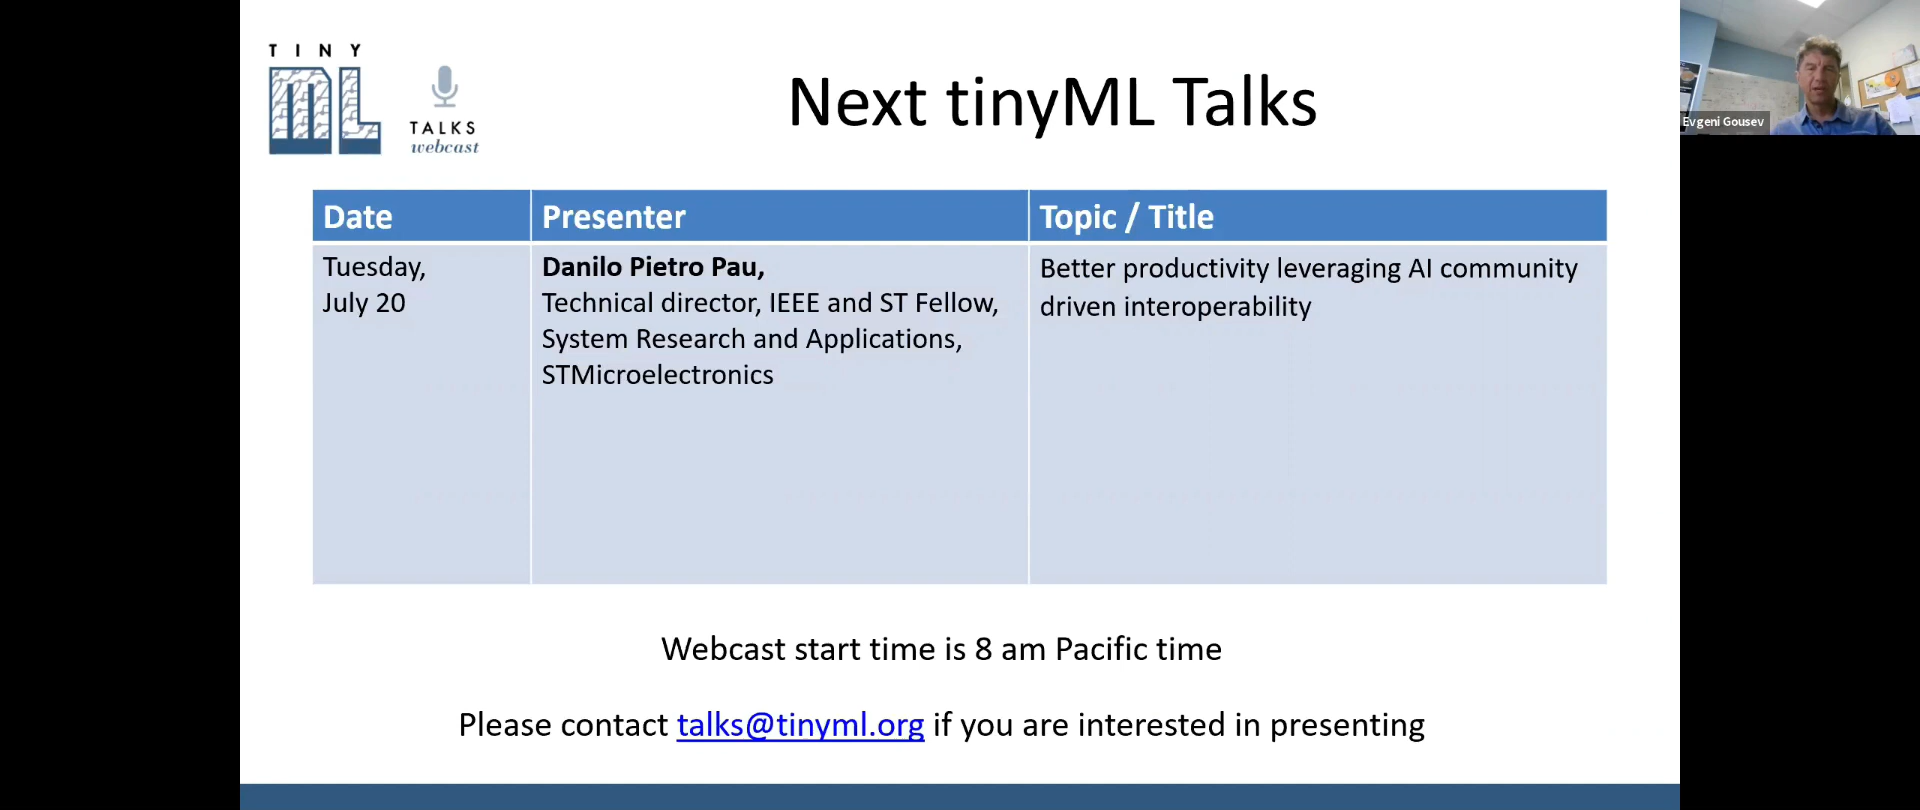 TINY
ML
TALKS
webcast
Next tinyML Talks
Evgeni Gousev
Date
Presenter
Topic / Title
Tuesday,
July 20
Danilo Pietro Pau,
Technical director, IEEE and ST Fellow,
System Research and Applications,
STMicroelectronics
Better productivity leveraging AI community
driven interoperability
Webcast start time is 8 am Pacific time
Please contact talks@tinyml.org if you are interested in presenting